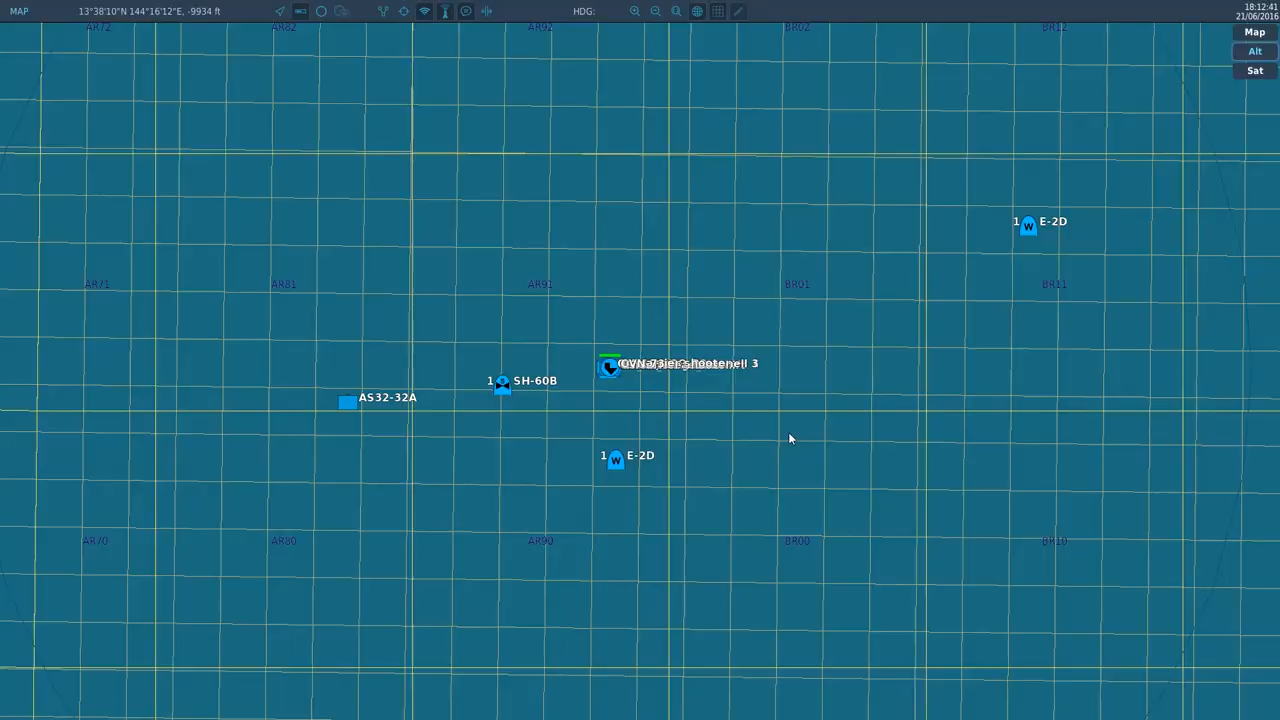 MAP 13°38'10"N 144°16'12"E, -9934 ft HDG: 18:12:41
21/06/2016
Map
Alt
Sat
AR72 AR82 AR92 BR02 BR12
1 E-2D
AR71 AR81 AR91 BR01 BR11
1 SH-60B
AS32-32A
1 E-2D
AR70 AR80 AR90 BR00 BR10